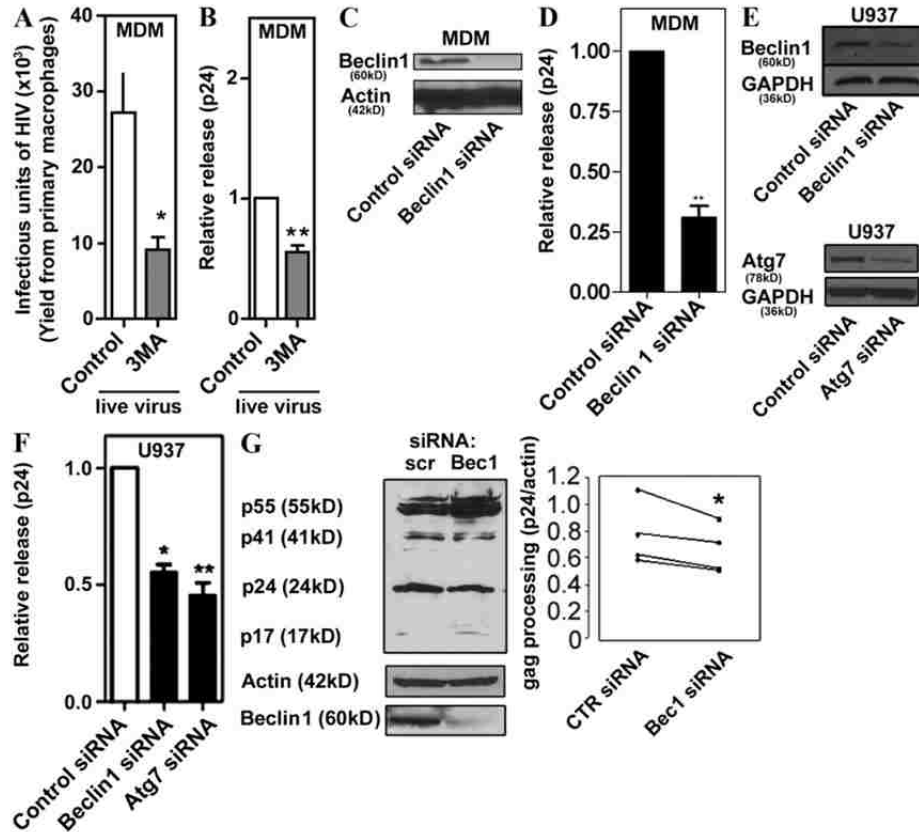 A
Infectious units of HIV (x10³)
(Yield from primary macrophages)
MDM
40
30
20
10
0
*
Control
3MA
live virus
B
Relative release (p24)
MDM
2
1
0
**
Control
3MA
live virus
C
MDM
Beclin1
(60kD)
Actin
(42kD)
Control siRNA
Beclin1 siRNA
D
Relative release (p24)
MDM
1.00
0.75
0.50
0.25
0.00
**
Control siRNA
Beclin 1 siRNA
E
U937
Beclin1
(60kD)
GAPDH
(36kD)
Control siRNA
Beclin1 siRNA
U937
Atg7
(78kD)
GAPDH
(36kD)
Control siRNA
Atg7 siRNA
F
Relative release (p24)
U937
1.0
0.5
0.0
*
**
Control siRNA
Beclin1 siRNA
Atg7 siRNA
G
siRNA:
scr Bec1
p55 (55kD)
p41 (41kD)
p24 (24kD)
p17 (17kD)
Actin (42kD)
Beclin1 (60kD)
gag processing (p24/actin)
1.2
1.0
0.8
0.6
0.4
0.2
0
*
CTR siRNA
Bec1 siRNA